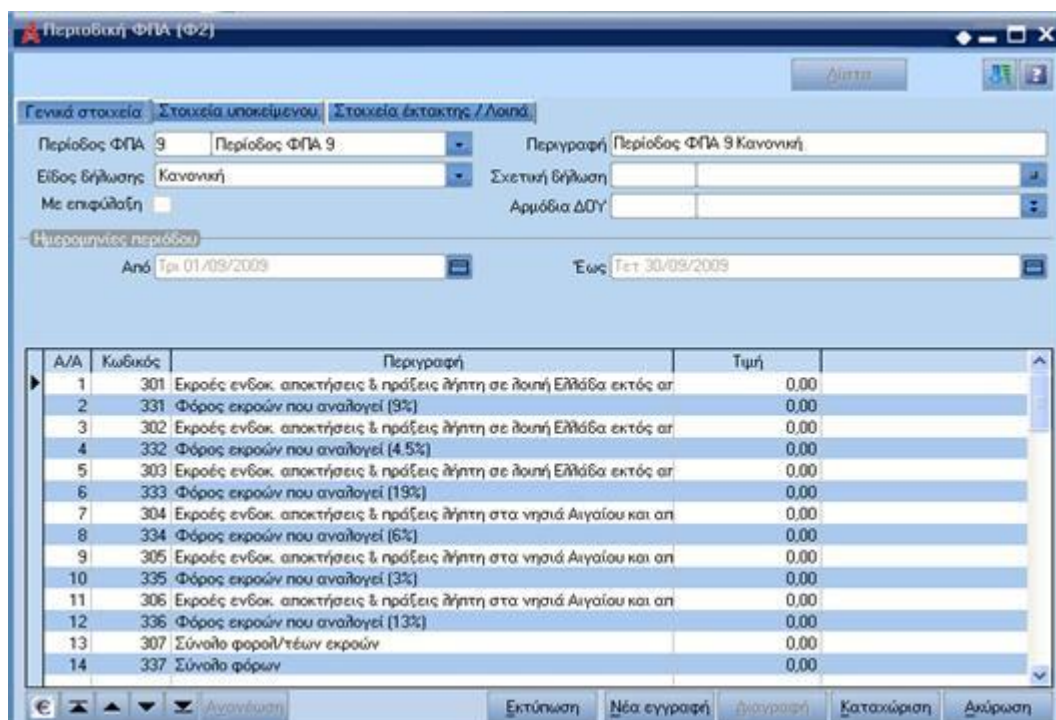 Περιοδική ΦΠΑ (Φ2)
Λίστα
Γενικά στοιχεία Στοιχεία υποκείμενου Στοιχεία έκτακτης / Λοιπά
Περίοδος ΦΠΑ 9 Περίοδος ΦΠΑ 9 Περιγραφή Περίοδος ΦΠΑ 9 Κανονική
Είδος δήλωσης Κανονική Σχετική δήλωση
Με επιφύλαξη Αρμόδια ΔΟΥ
Ημερομηνίες περιόδου
Από Τρι 01/09/2009 Έως Τετ 30/09/2009
Α/Α Κωδικός Περιγραφή Τιμή
1 301 Εκροές ενδοκ. αποκτήσεις & πράξεις λήπτη σε λοιπή Ελλάδα εκτός απ 0,00
2 331 Φόρος εκροών που αναλογεί (9%) 0,00
3 302 Εκροές ενδοκ. αποκτήσεις & πράξεις λήπτη σε λοιπή Ελλάδα εκτός απ 0,00
4 332 Φόρος εκροών που αναλογεί (4.5%) 0,00
5 303 Εκροές ενδοκ. αποκτήσεις & πράξεις λήπτη σε λοιπή Ελλάδα εκτός απ 0,00
6 333 Φόρος εκροών που αναλογεί (19%) 0,00
7 304 Εκροές ενδοκ. αποκτήσεις & πράξεις λήπτη στα νησιά Αιγαίου και απ 0,00
8 334 Φόρος εκροών που αναλογεί (6%) 0,00
9 305 Εκροές ενδοκ. αποκτήσεις & πράξεις λήπτη στα νησιά Αιγαίου και απ 0,00
10 335 Φόρος εκροών που αναλογεί (3%) 0,00
11 306 Εκροές ενδοκ. αποκτήσεις & πράξεις λήπτη στα νησιά Αιγαίου και απ 0,00
12 336 Φόρος εκροών που αναλογεί (13%) 0,00
13 307 Σύνολο φορολ/τέων εκροών 0,00
14 337 Σύνολο φόρων 0,00
€ Ανανέωση Εκτύπωση Νέα εγγραφή Διαγραφή Καταχώριση Ακύρωση